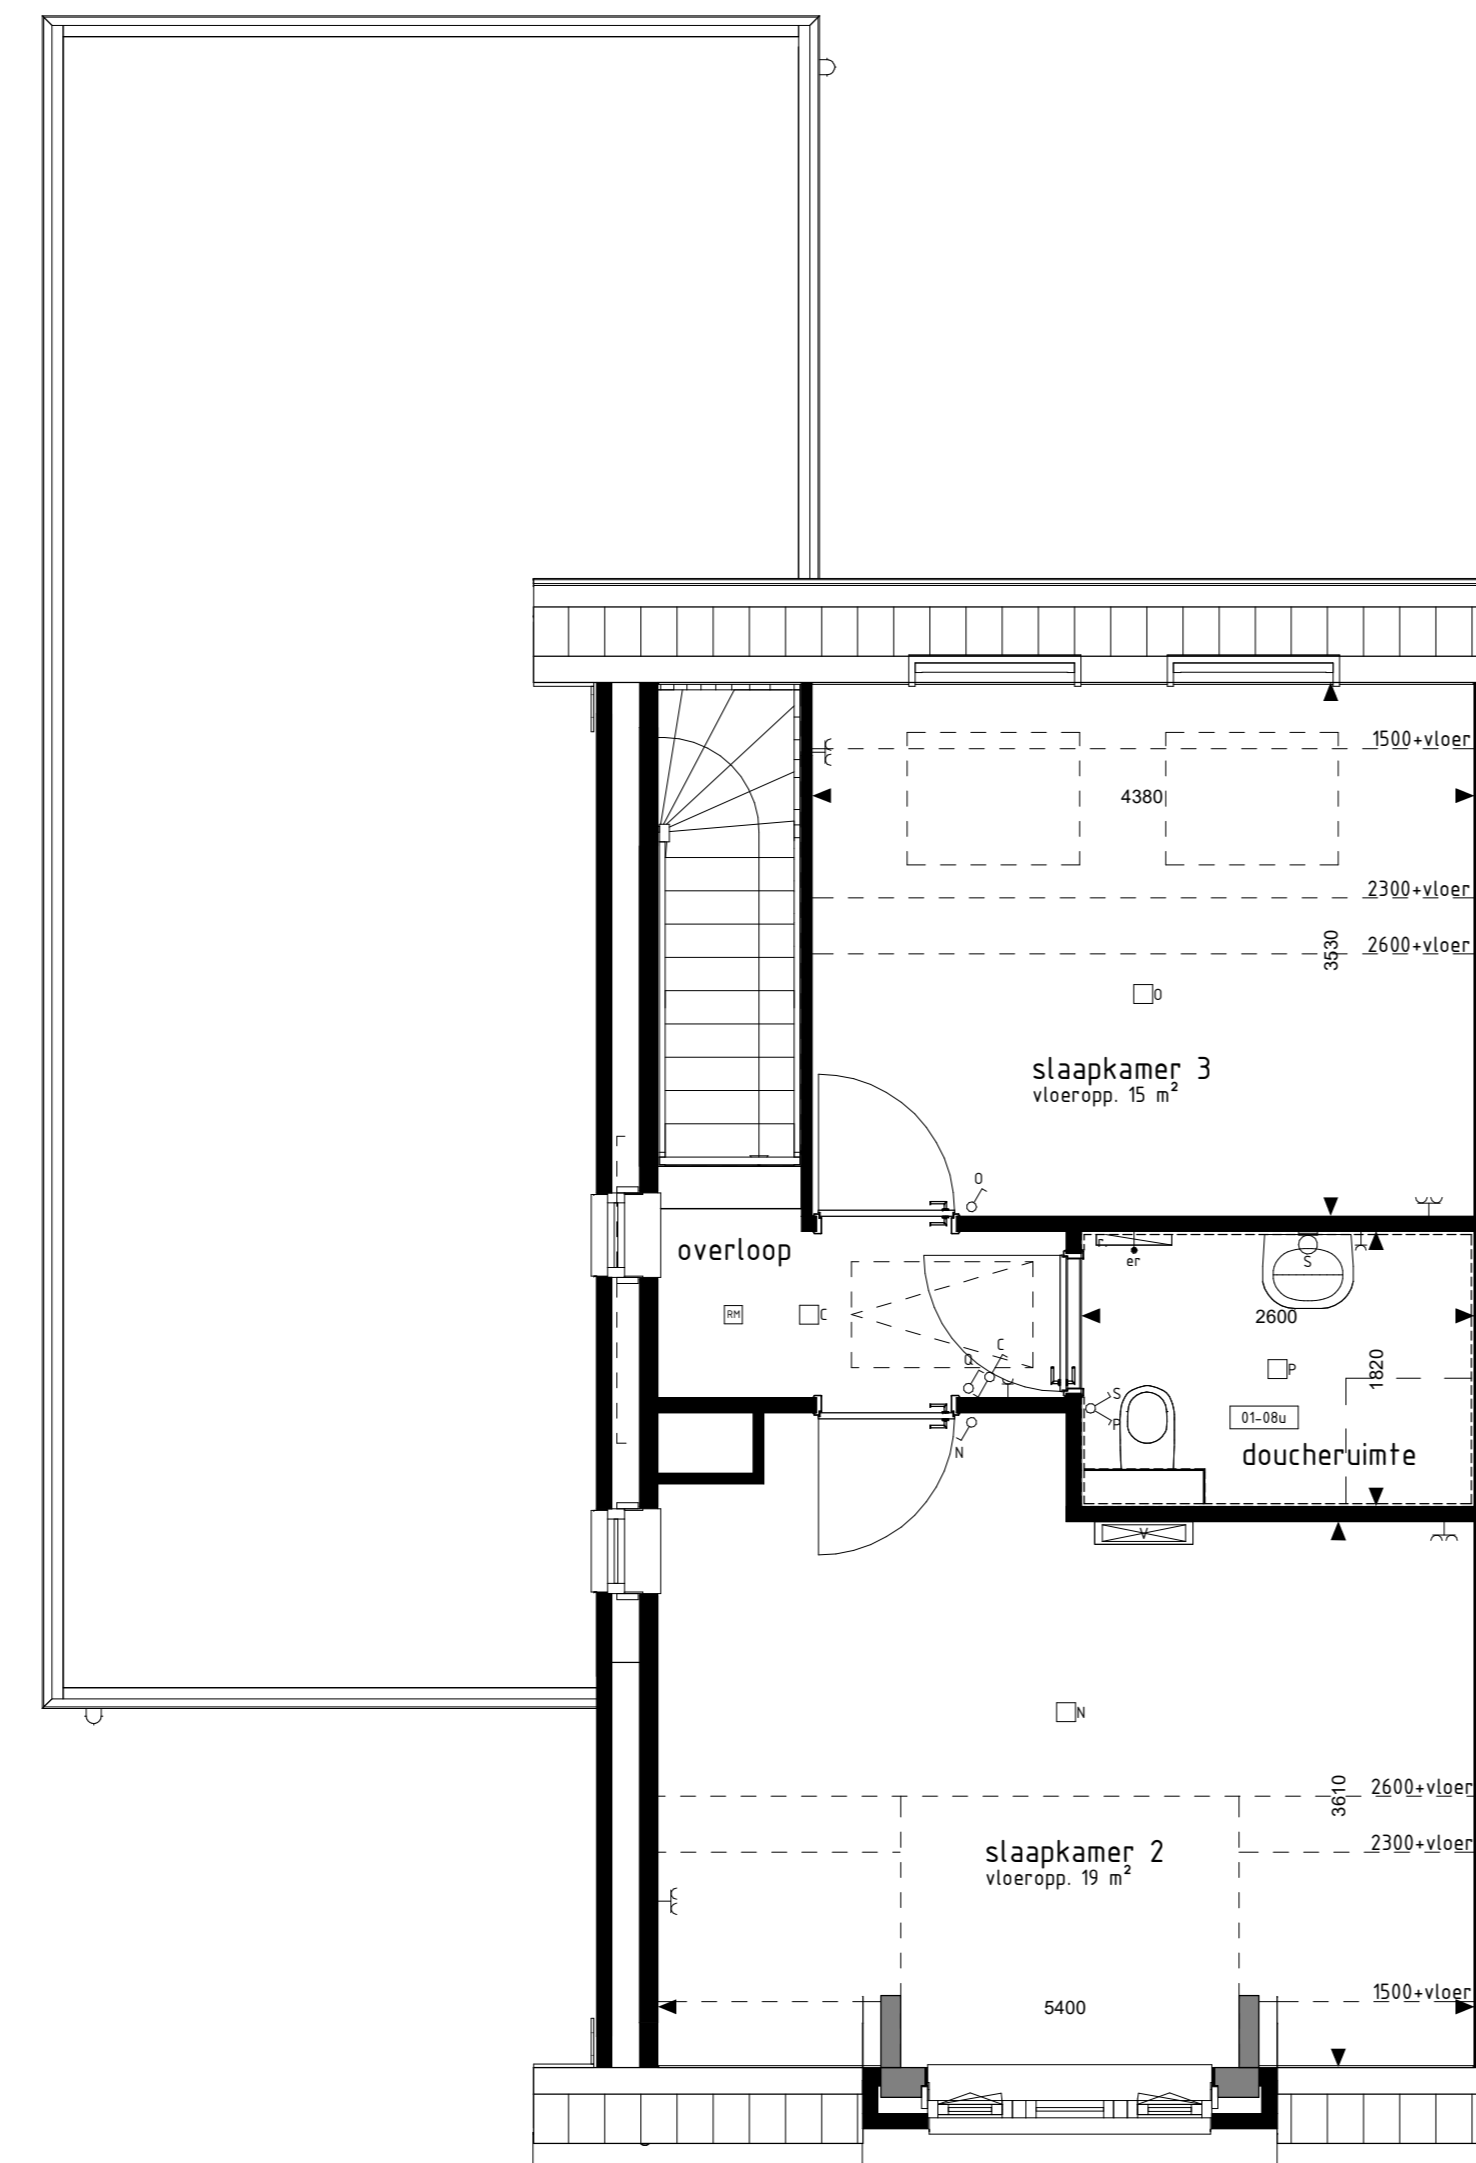 1500+vloer
4380
2300+vloer
3530
2600+vloer
O
slaapkamer 3
vloeropp. 15 m²
O
overloop
er
S
2600
RM
C
C
Q
P
1820
S
P
01-08u
N
doucheruimte
V
N
2600+vloer
3610
slaapkamer 2
vloeropp. 19 m²
2300+vloer
1500+vloer
5400